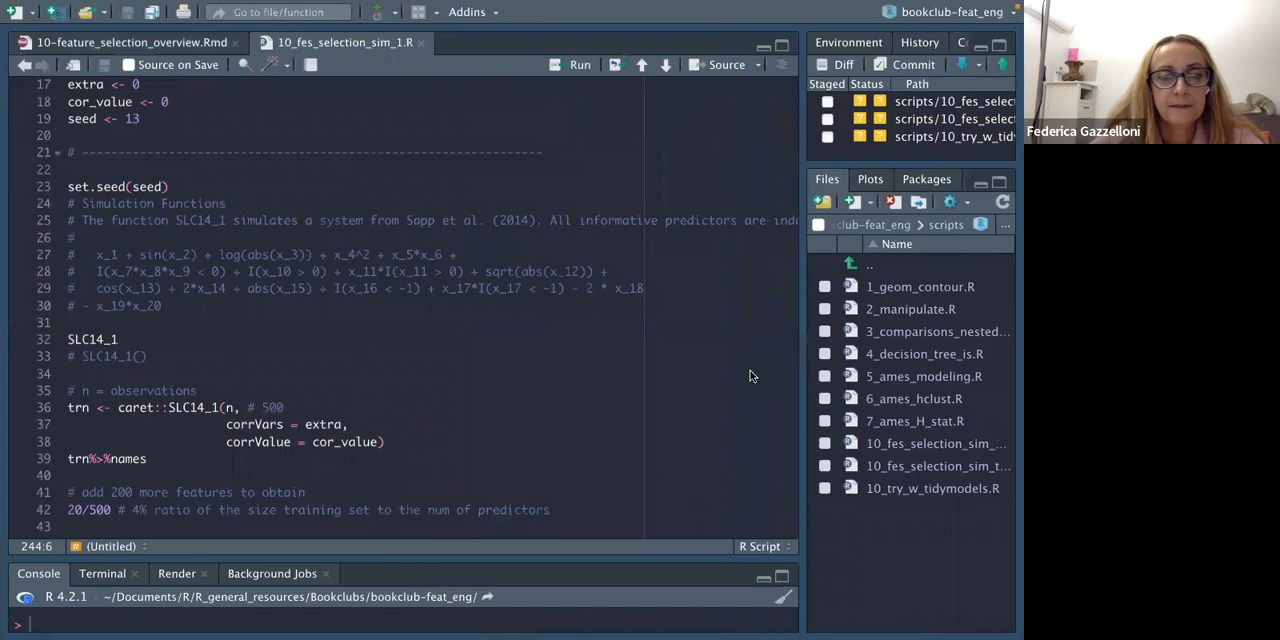 Go to file/function
Addins
bookclub-feat_eng
10-feature_selection_overview.Rmd
10_fes_selection_sim_1.R
Source on Save
Run
Source
17 extra <- 0
18 cor_value <- 0
19 seed <- 13
20
21 # ----------------------------------------------------------------
22
23 set.seed(seed)
24 # Simulation Functions
25 # The function SLC14_1 simulates a system from Sapp et al. (2014). All informative predictors are inde
26 #
27 #   x_1 + sin(x_2) + log(abs(x_3)) + x_4^2 + x_5*x_6 +
28 #   I(x_7*x_8*x_9 < 0) + I(x_10 > 0) + x_11*I(x_11 > 0) + sqrt(abs(x_12)) +
29 #   cos(x_13) + 2*x_14 + abs(x_15) + I(x_16 < -1) + x_17*I(x_17 < -1) - 2 * x_18
30 # - x_19*x_20
31
32 SLC14_1
33 # SLC14_1()
34
35 # n = observations
36 trn <- caret::SLC14_1(n, # 500
37 corrVars = extra,
38 corrValue = cor_value)
39 trn%>%names
40
41 # add 200 more features to obtain
42 20/500 # 4% ratio of the size training set to the num of predictors
43
244:6
(Untitled)
R Script
Console
Terminal
Render
Background Jobs
R 4.2.1 · ~/Documents/R/R_general_resources/Bookclubs/bookclub-feat_eng/
>
Environment
History
Diff
Commit
Staged
Status
Path
scripts/10_fes_selec
scripts/10_fes_selec
scripts/10_try_w_tid
Files
Plots
Packages
club-feat_eng > scripts
...
Name
..
1_geom_contour.R
2_manipulate.R
3_comparisons_nested...
4_decision_tree_is.R
5_ames_modeling.R
6_ames_hclust.R
7_ames_H_stat.R
10_fes_selection_sim_...
10_fes_selection_sim_t...
10_try_w_tidymodels.R
Federica Gazzelloni